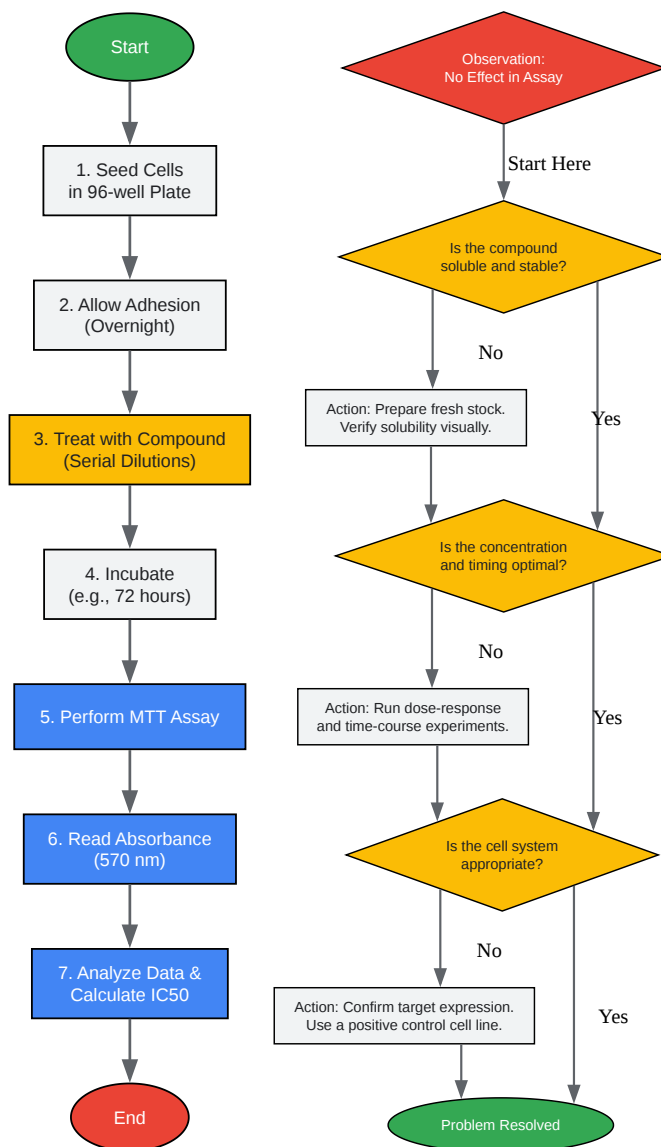 Start
1. Seed Cells
in 96-well Plate
2. Allow Adhesion
(Overnight)
3. Treat with Compound
(Serial Dilutions)
4. Incubate
(e.g., 72 hours)
5. Perform MTT Assay
6. Read Absorbance
(570 nm)
7. Analyze Data &
Calculate IC50
End
Observation:
No Effect in Assay
Start Here
Is the compound
soluble and stable?
No
Yes
Action: Prepare fresh stock.
Verify solubility visually.
Is the concentration
and timing optimal?
No
Yes
Action: Run dose-response
and time-course experiments.
Is the cell system
appropriate?
No
Yes
Action: Confirm target expression.
Use a positive control cell line.
Problem Resolved